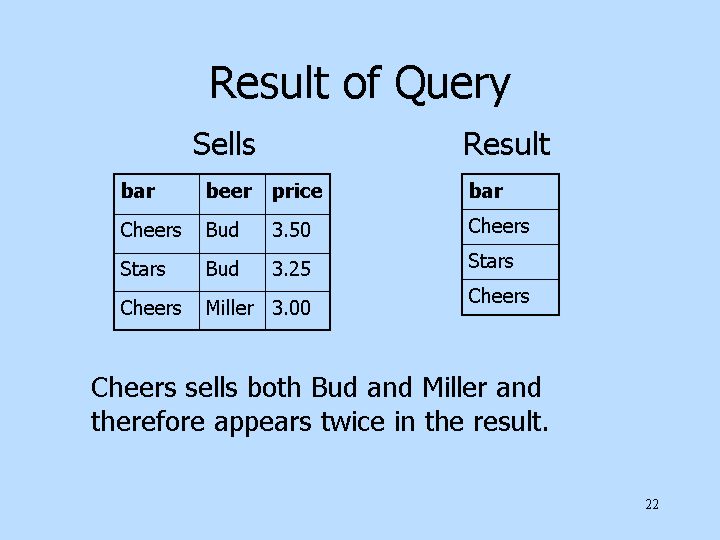 Result of Query
Sells Result
bar beer price bar
Cheers Bud 3.50 Cheers
Stars Bud 3.25 Stars
Cheers Miller 3.00 Cheers
Cheers sells both Bud and Miller and
therefore appears twice in the result.
22